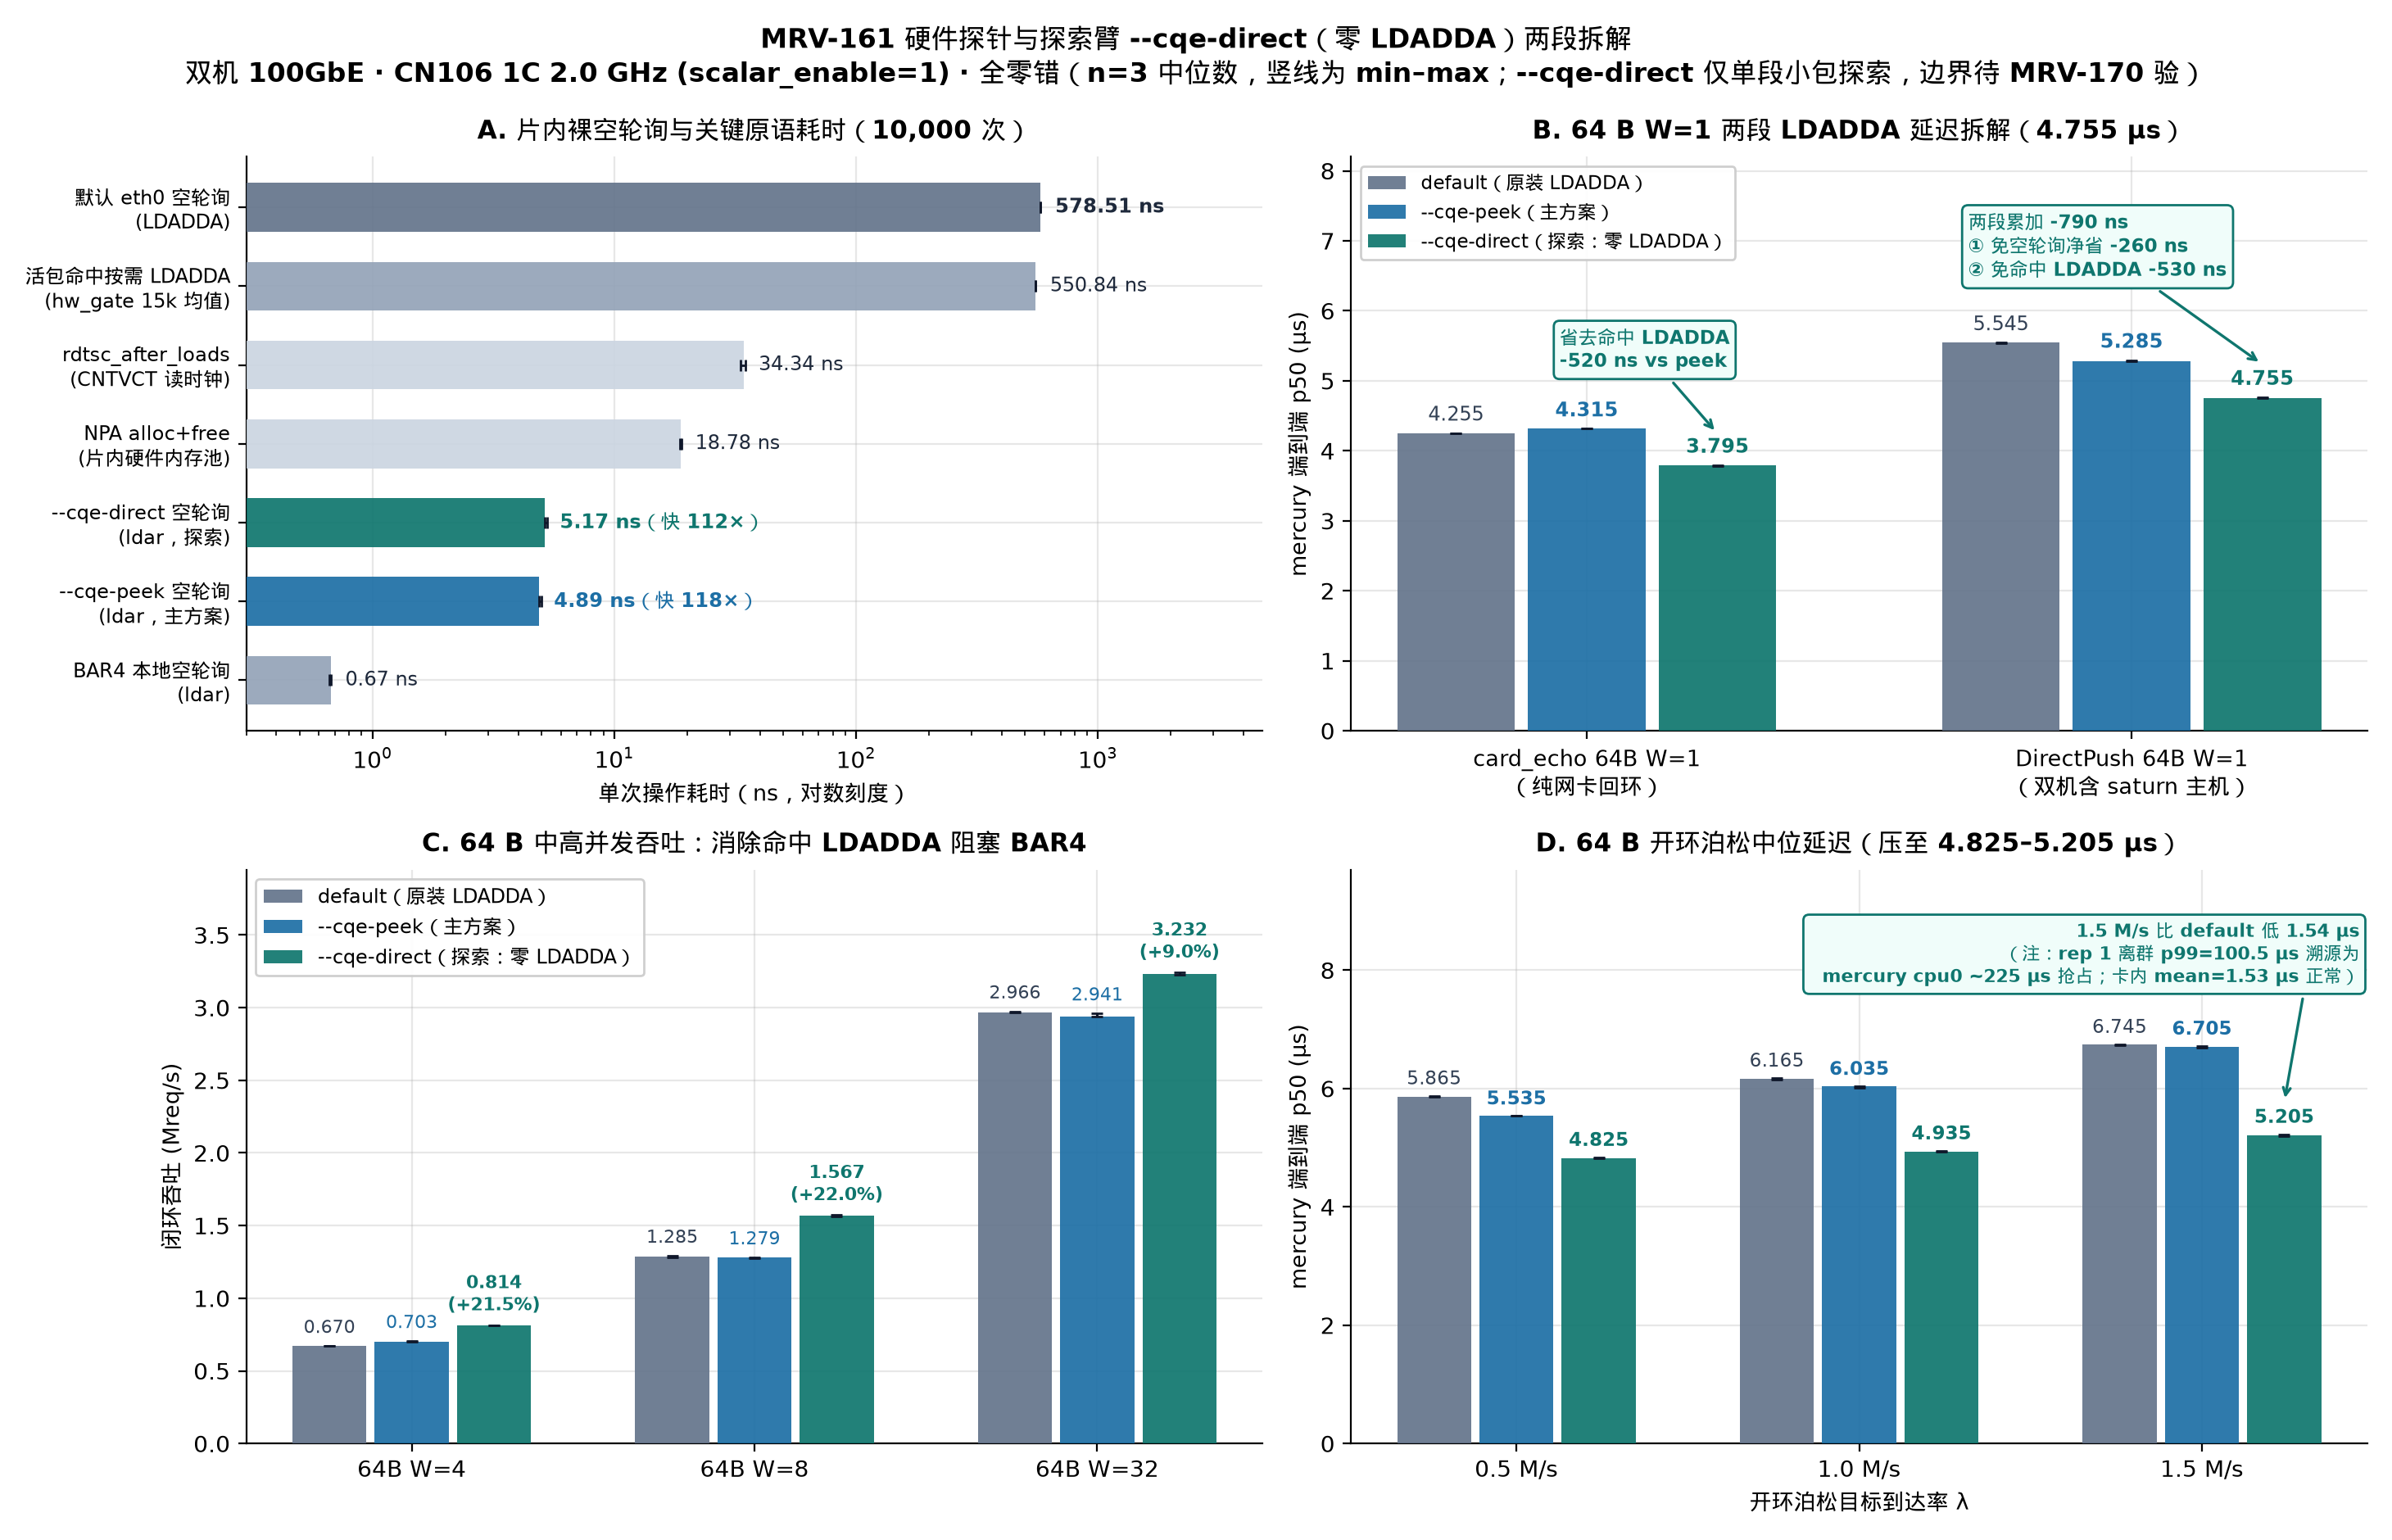 MRV-161 硬件探针与探索臂 --cqe-direct（零 LDADDA）两段拆解
双机 100GbE · CN106 1C 2.0 GHz (scalar_enable=1) · 全零错（n=3 中位数，竖线为 min–max；--cqe-direct 仅单段小包探索，边界待 MRV-170 验）
A. 片内裸空轮询与关键原语耗时（10,000 次）
默认 eth0 空轮询
(LDADDA)
578.51 ns
活包命中按需 LDADDA
(hw_gate 15k 均值)
550.84 ns
rdtsc_after_loads
(CNTVCT 读时钟)
34.34 ns
NPA alloc+free
(片内硬件内存池)
18.78 ns
--cqe-direct 空轮询
(ldar，探索)
5.17 ns（快 112×）
--cqe-peek 空轮询
(ldar，主方案)
4.89 ns（快 118×）
BAR4 本地空轮询
(ldar)
0.67 ns
10⁰
10¹
10²
10³
单次操作耗时（ns，对数刻度）
B. 64 B W=1 两段 LDADDA 延迟拆解（4.755 µs）
default（原装 LDADDA）
--cqe-peek（主方案）
--cqe-direct（探索：零 LDADDA）
两段累加 -790 ns
① 免空轮询净省 -260 ns
② 免命中 LDADDA -530 ns
省去命中 LDADDA
-520 ns vs peek
4.255
4.315
3.795
5.545
5.285
4.755
8
7
6
5
4
3
2
1
0
mercury 端到端 p50 (µs)
card_echo 64B W=1
（纯网卡回环）
DirectPush 64B W=1
（双机含 saturn 主机）
C. 64 B 中高并发吞吐：消除命中 LDADDA 阻塞 BAR4
default（原装 LDADDA）
--cqe-peek（主方案）
--cqe-direct（探索：零 LDADDA）
3.5
3.0
2.5
2.0
1.5
1.0
0.5
0.0
闭环吞吐 (Mreq/s)
0.670
0.703
0.814
(+21.5%)
1.285
1.279
1.567
(+22.0%)
2.966
2.941
3.232
(+9.0%)
64B W=4
64B W=8
64B W=32
D. 64 B 开环泊松中位延迟（压至 4.825–5.205 µs）
1.5 M/s 比 default 低 1.54 µs
（注：rep 1 离群 p99=100.5 µs 溯源为
mercury cpu0 ~225 µs 抢占；卡内 mean=1.53 µs 正常）
8
6
4
2
0
mercury 端到端 p50 (µs)
5.865
5.535
4.825
6.165
6.035
4.935
6.745
6.705
5.205
0.5 M/s
1.0 M/s
1.5 M/s
开环泊松目标到达率 λ